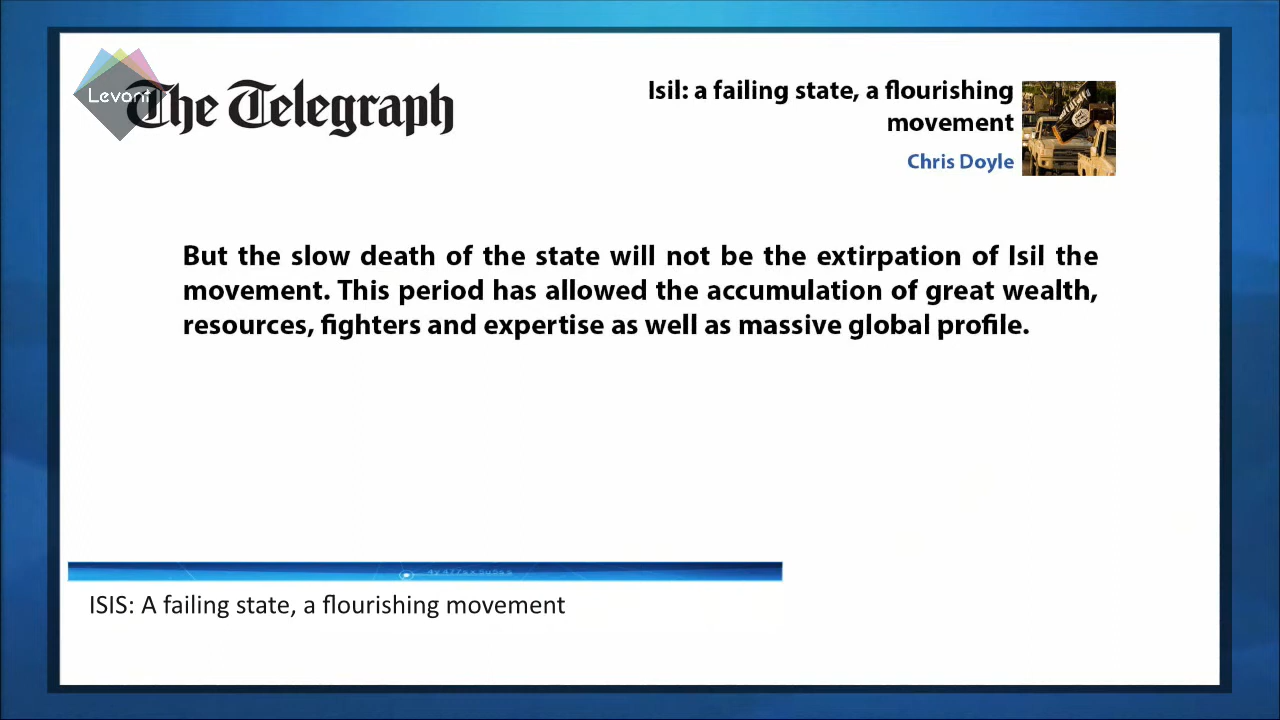 Levant
The Telegraph
Isil: a failing state, a flourishing
movement
Chris Doyle
But the slow death of the state will not be the extirpation of Isil the
movement. This period has allowed the accumulation of great wealth,
resources, fighters and expertise as well as massive global profile.
ISIS: A failing state, a flourishing movement